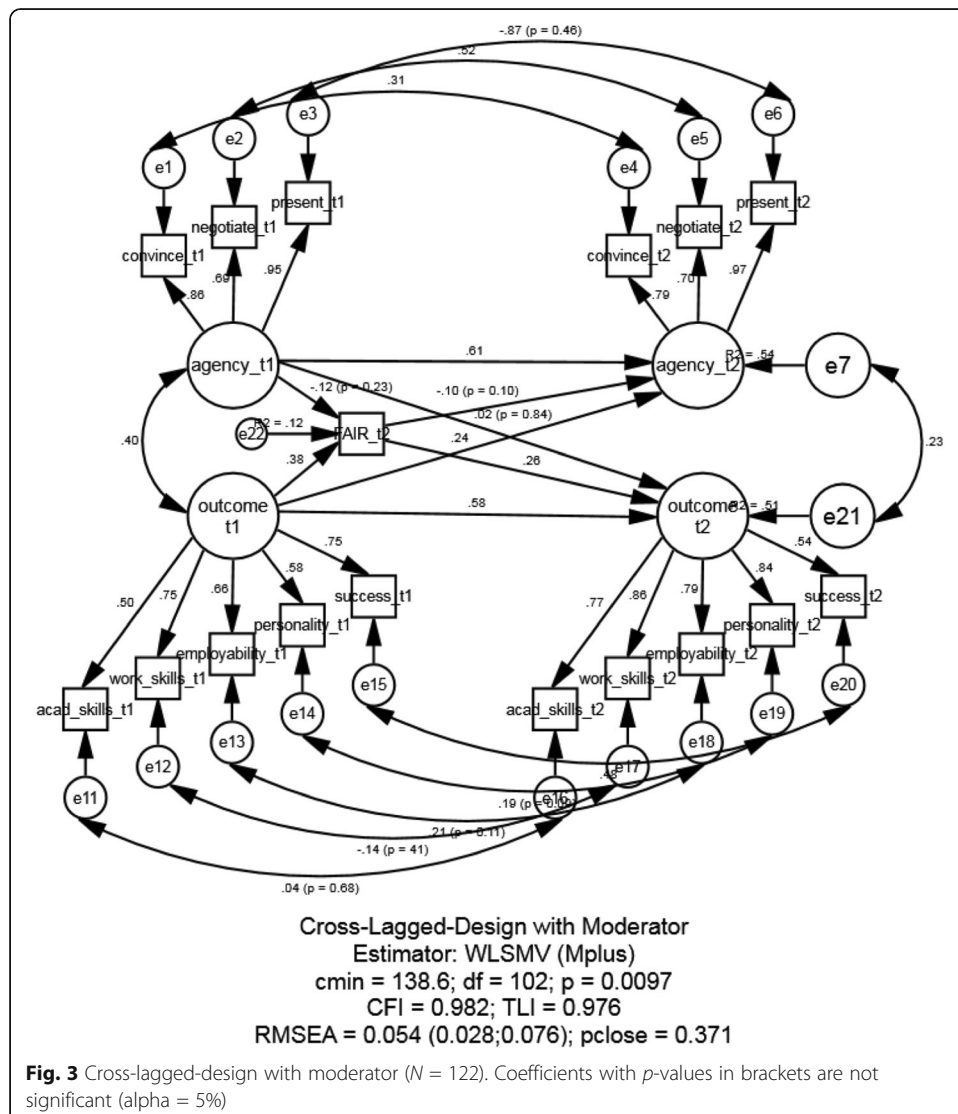 -.87 (p = 0.46)
.52
.31
e3
e6
e2
e5
e1
e4
present_t1
present_t2
negotiate_t1
negotiate_t2
convince_t1
convince_t2
.86
.69
.95
.79
.70
.97
agency_t1
.61
agency_t2
R2 = .54
e7
-.12 (p = 0.23)
-.10 (p = 0.10)
.02 (p = 0.84)
e22
R2 = .12
FAIR_t2
.40
.24
.23
.38
.26
outcome
t1
.58
outcome
t2
R2 = .51
e21
.75
.54
.50
.75
.66
.58
.77
.86
.79
.84
success_t1
success_t2
personality_t1
personality_t2
employability_t1
employability_t2
work_skills_t1
work_skills_t2
acad_skills_t1
acad_skills_t2
e15
e20
e14
e19
e13
e18
e12
e17
e11
e16
.48
.19 (p = 0.09)
.21 (p = 0.11)
-.14 (p = 41)
.04 (p = 0.68)
Cross-Lagged-Design with Moderator
Estimator: WLSMV (Mplus)
cmin = 138.6; df = 102; p = 0.0097
CFI = 0.982; TLI = 0.976
RMSEA = 0.054 (0.028;0.076); pclose = 0.371
Fig. 3 Cross-lagged-design with moderator (N = 122). Coefficients with p-values in brackets are not
significant (alpha = 5%)